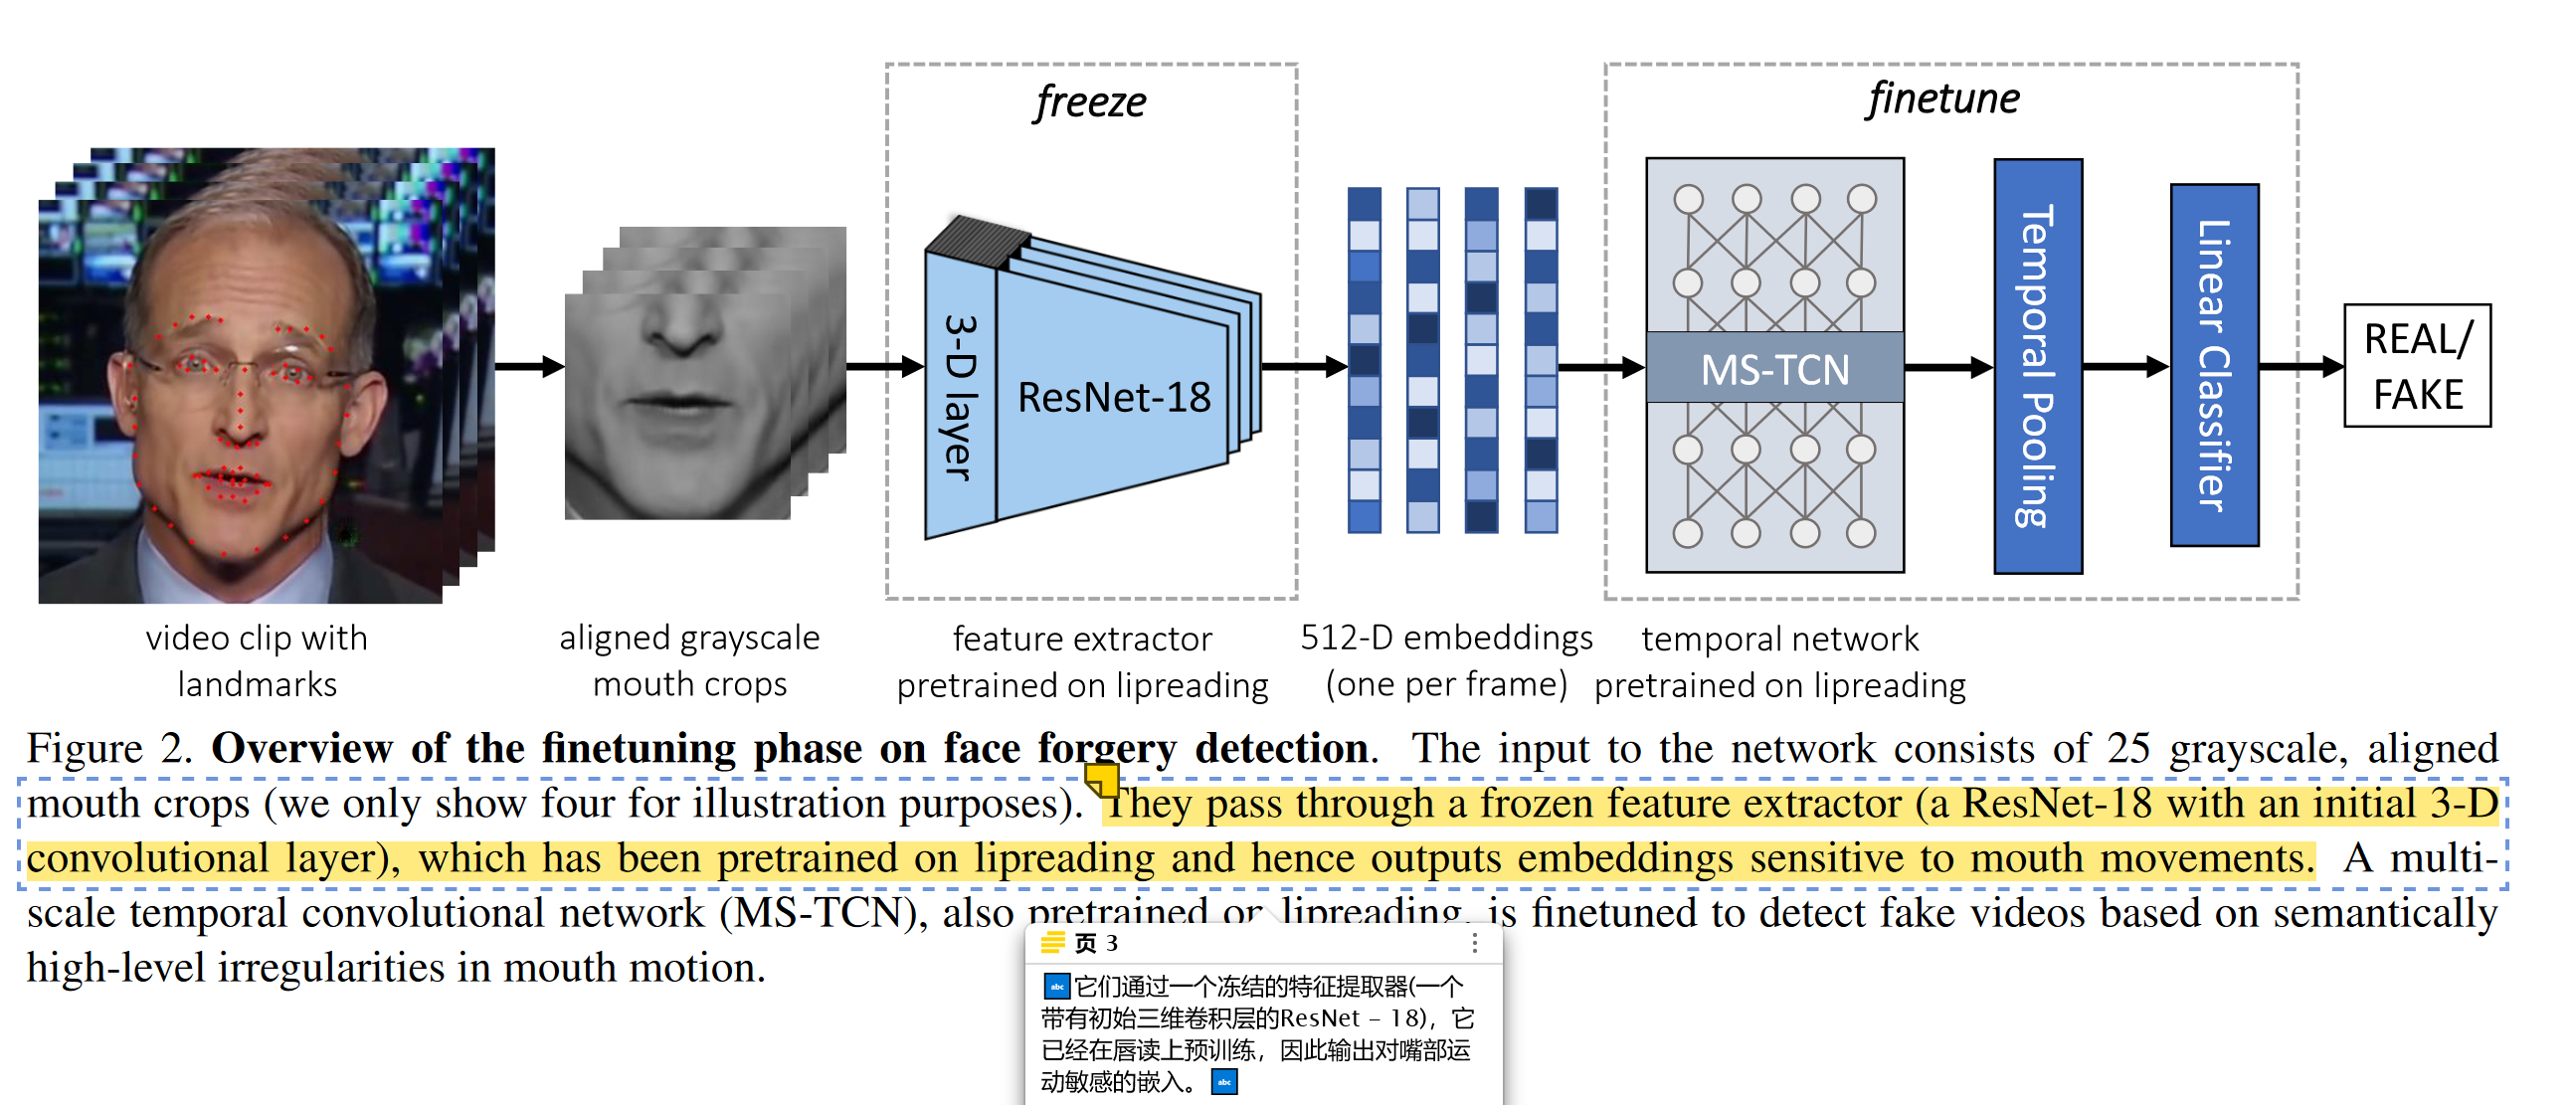 freeze
finetune
3-D layer
ResNet-18
MS-TCN
Temporal Pooling
Linear Classifier
REAL/
FAKE
video clip with
landmarks
aligned grayscale
mouth crops
feature extractor
pretrained on lipreading
512-D embeddings
(one per frame)
temporal network
pretrained on lipreading
Figure 2. Overview of the finetuning phase on face forgery detection. The input to the network consists of 25 grayscale, aligned
mouth crops (we only show four for illustration purposes). They pass through a frozen feature extractor (a ResNet-18 with an initial 3-D
convolutional layer), which has been pretrained on lipreading and hence outputs embeddings sensitive to mouth movements. A multi-
scale temporal convolutional network (MS-TCN), also pretrained on lipreading, is finetuned to detect fake videos based on semantically
high-level irregularities in mouth motion.
页 3
abc 它们通过一个冻结的特征提取器(一个
带有初始三维卷积层的ResNet – 18)，它
已经在唇读上预训练，因此输出对嘴部运
动敏感的嵌入。 abc